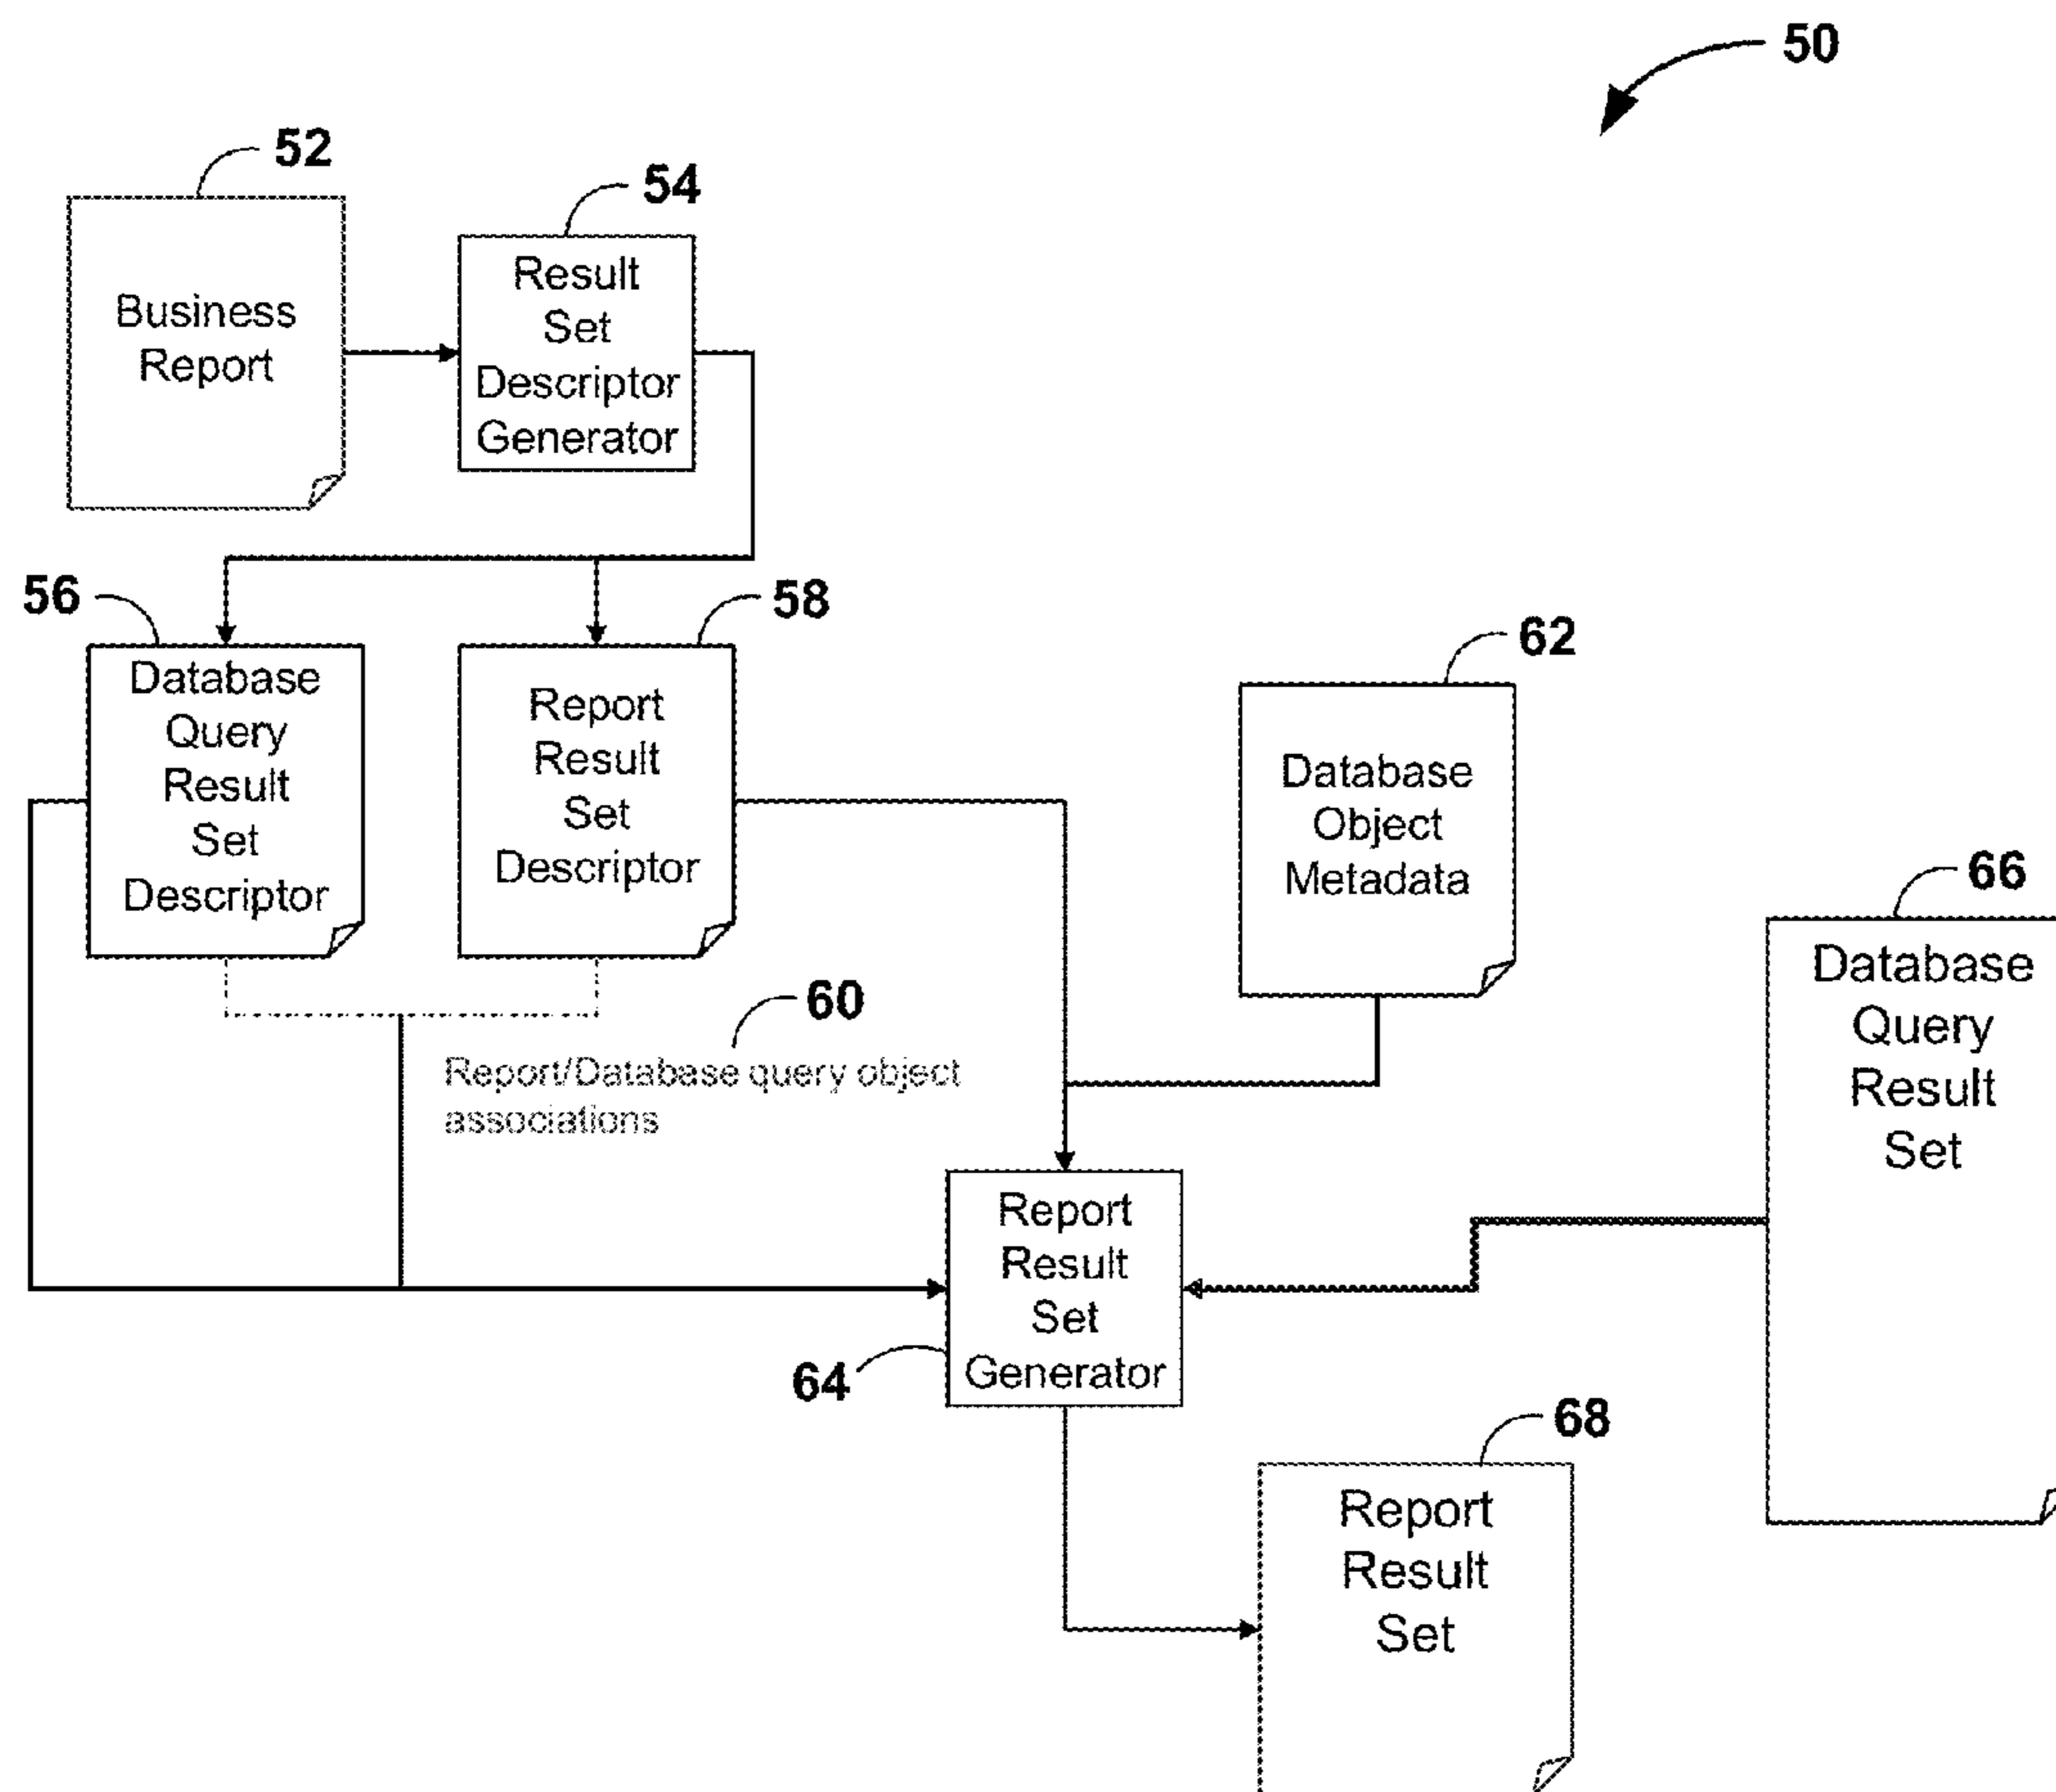 50
52
54
Business
Report
Result
Set
Descriptor
Generator
56
58
Database
Query
Result
Set
Descriptor
Report
Result
Set
Descriptor
62
Database
Object
Metadata
66
Database
Query
Result
Set
60
Report/Database query object
associations
Report
Result
Set
Generator
64
68
Report
Result
Set